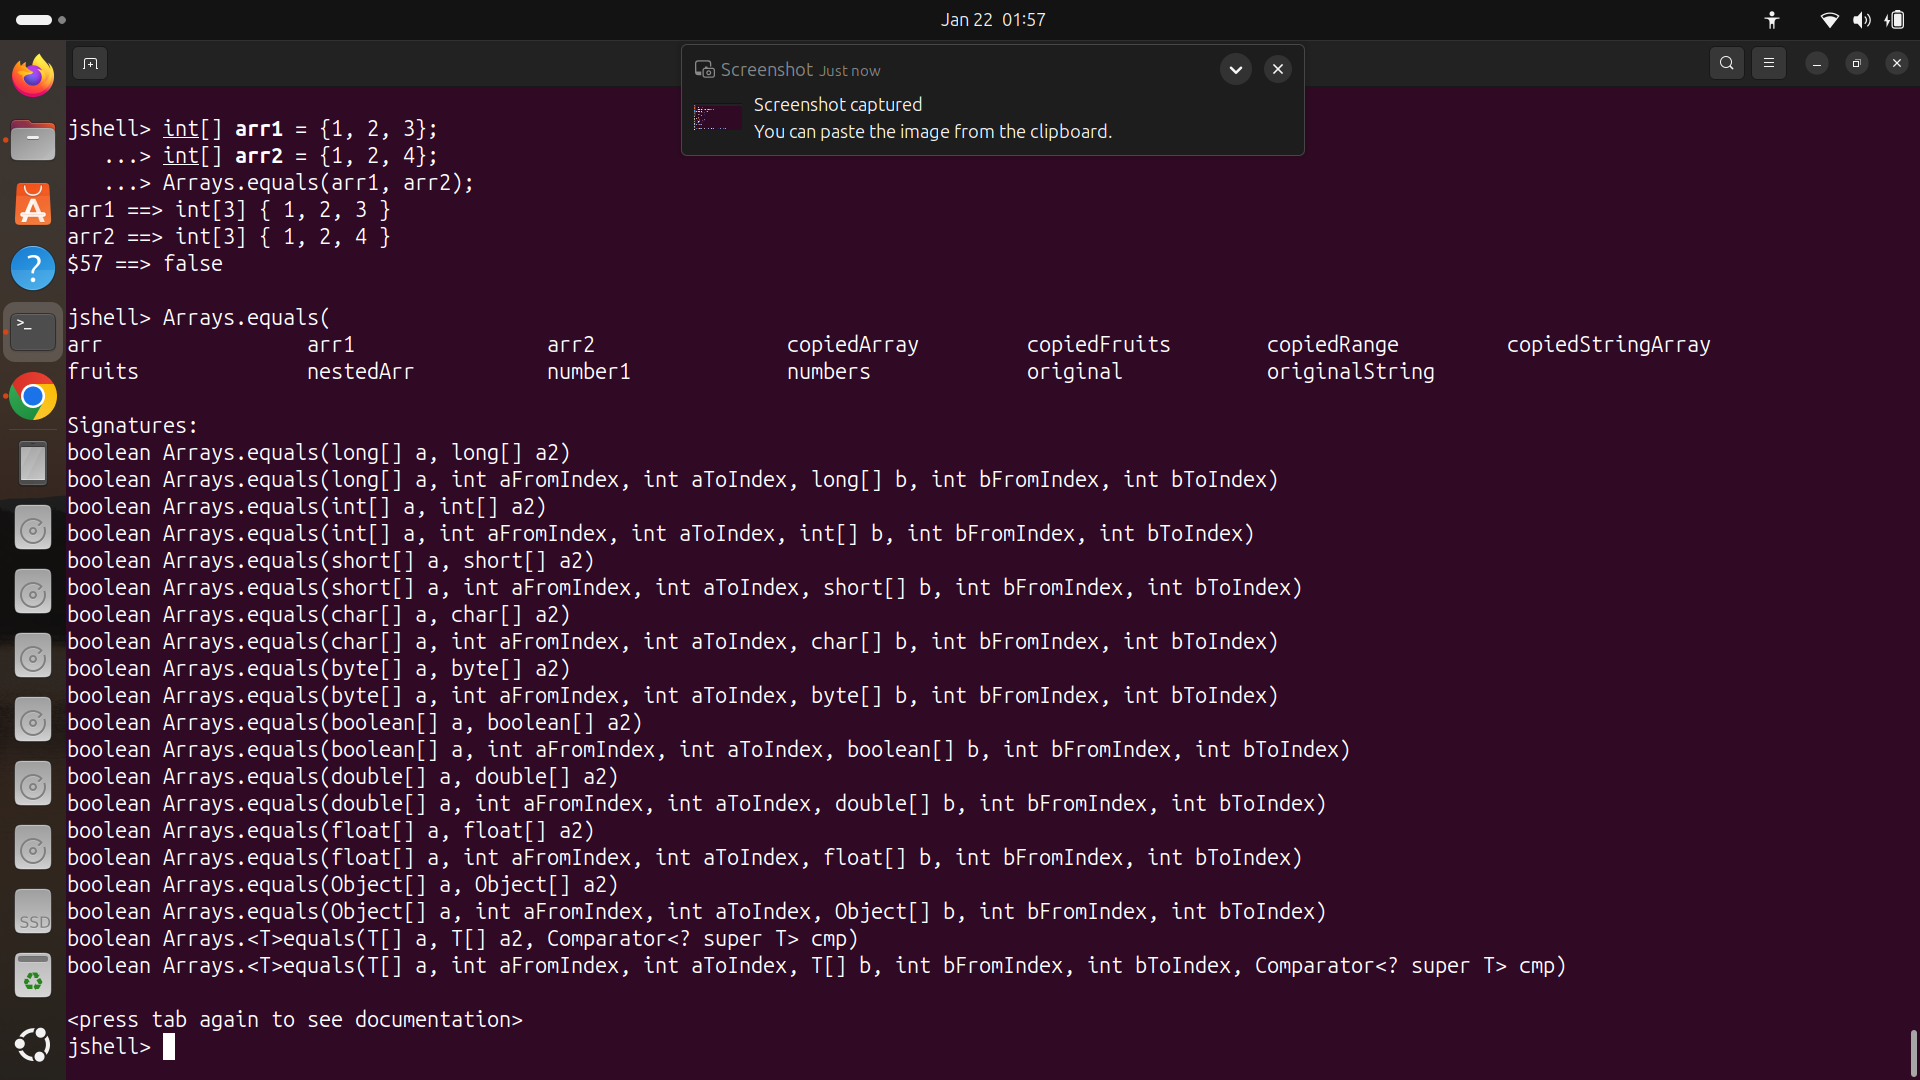 Jan 22 01:57
Screenshot Just now
Screenshot captured
You can paste the image from the clipboard.
jshell> int[] arr1 = {1, 2, 3};
...> int[] arr2 = {1, 2, 4};
...> Arrays.equals(arr1, arr2);
arr1 ==> int[3] { 1, 2, 3 }
arr2 ==> int[3] { 1, 2, 4 }
$57 ==> false
jshell> Arrays.equals(
arr arr1 arr2 copiedArray copiedFruits copiedRange copiedStringArray
fruits nestedArr number1 numbers original originalString
Signatures:
boolean Arrays.equals(long[] a, long[] a2)
boolean Arrays.equals(long[] a, int aFromIndex, int aToIndex, long[] b, int bFromIndex, int bToIndex)
boolean Arrays.equals(int[] a, int[] a2)
boolean Arrays.equals(int[] a, int aFromIndex, int aToIndex, int[] b, int bFromIndex, int bToIndex)
boolean Arrays.equals(short[] a, short[] a2)
boolean Arrays.equals(short[] a, int aFromIndex, int aToIndex, short[] b, int bFromIndex, int bToIndex)
boolean Arrays.equals(char[] a, char[] a2)
boolean Arrays.equals(char[] a, int aFromIndex, int aToIndex, char[] b, int bFromIndex, int bToIndex)
boolean Arrays.equals(byte[] a, byte[] a2)
boolean Arrays.equals(byte[] a, int aFromIndex, int aToIndex, byte[] b, int bFromIndex, int bToIndex)
boolean Arrays.equals(boolean[] a, boolean[] a2)
boolean Arrays.equals(boolean[] a, int aFromIndex, int aToIndex, boolean[] b, int bFromIndex, int bToIndex)
boolean Arrays.equals(double[] a, double[] a2)
boolean Arrays.equals(double[] a, int aFromIndex, int aToIndex, double[] b, int bFromIndex, int bToIndex)
boolean Arrays.equals(float[] a, float[] a2)
boolean Arrays.equals(float[] a, int aFromIndex, int aToIndex, float[] b, int bFromIndex, int bToIndex)
boolean Arrays.equals(Object[] a, Object[] a2)
boolean Arrays.equals(Object[] a, int aFromIndex, int aToIndex, Object[] b, int bFromIndex, int bToIndex)
boolean Arrays.<T>equals(T[] a, T[] a2, Comparator<? super T> cmp)
boolean Arrays.<T>equals(T[] a, int aFromIndex, int aToIndex, T[] b, int bFromIndex, int bToIndex, Comparator<? super T> cmp)
<press tab again to see documentation>
jshell>
SSD